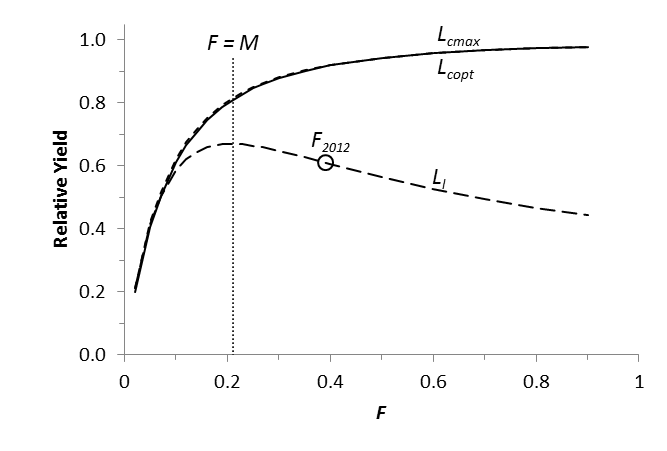 1.0
0.8
0.6
0.4
0.2
0.0
Relative Yield
F = M
Lcmax
Lcopt
F2012
Ll
0 0.2 0.4 0.6 0.8 1
F